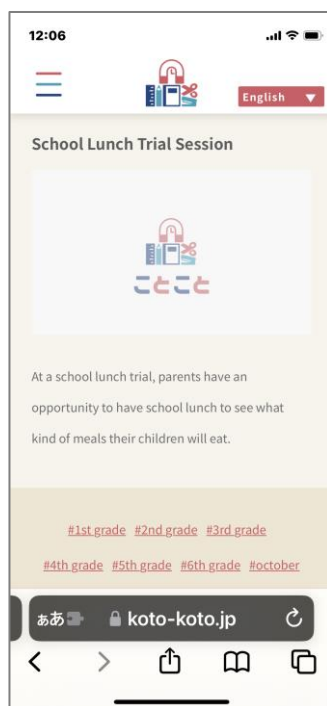 12:06
English ▼
School Lunch Trial Session
ことこと
At a school lunch trial, parents have an
opportunity to have school lunch to see what
kind of meals their children will eat.
#1st grade #2nd grade #3rd grade
#4th grade #5th grade #6th grade #october
ああ koto-koto.jp